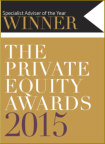 Specialist Adviser of the Year
WINNER
THE
PRIVATE
EQUITY
AWARDS
2015